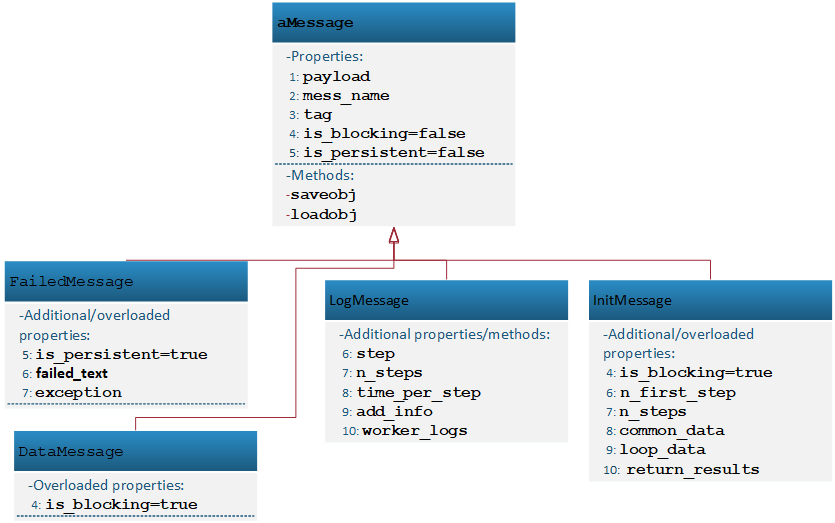 aMessage
-Properties:
1: payload
2: mess_name
3: tag
4: is_blocking=false
5: is_persistent=false
-Methods:
-saveobj
-loadobj
FailedMessage
-Additional/overloaded
properties:
5: is_persistent=true
6: failed_text
7: exception
DataMessage
-Overloaded properties:
4: is_blocking=true
LogMessage
-Additional properties/methods:
6: step
7: n_steps
8: time_per_step
9: add_info
10: worker_logs
InitMessage
-Additional/overloaded
properties:
4: is_blocking=true
6: n_first_step
7: n_steps
8: common_data
9: loop_data
10: return_results